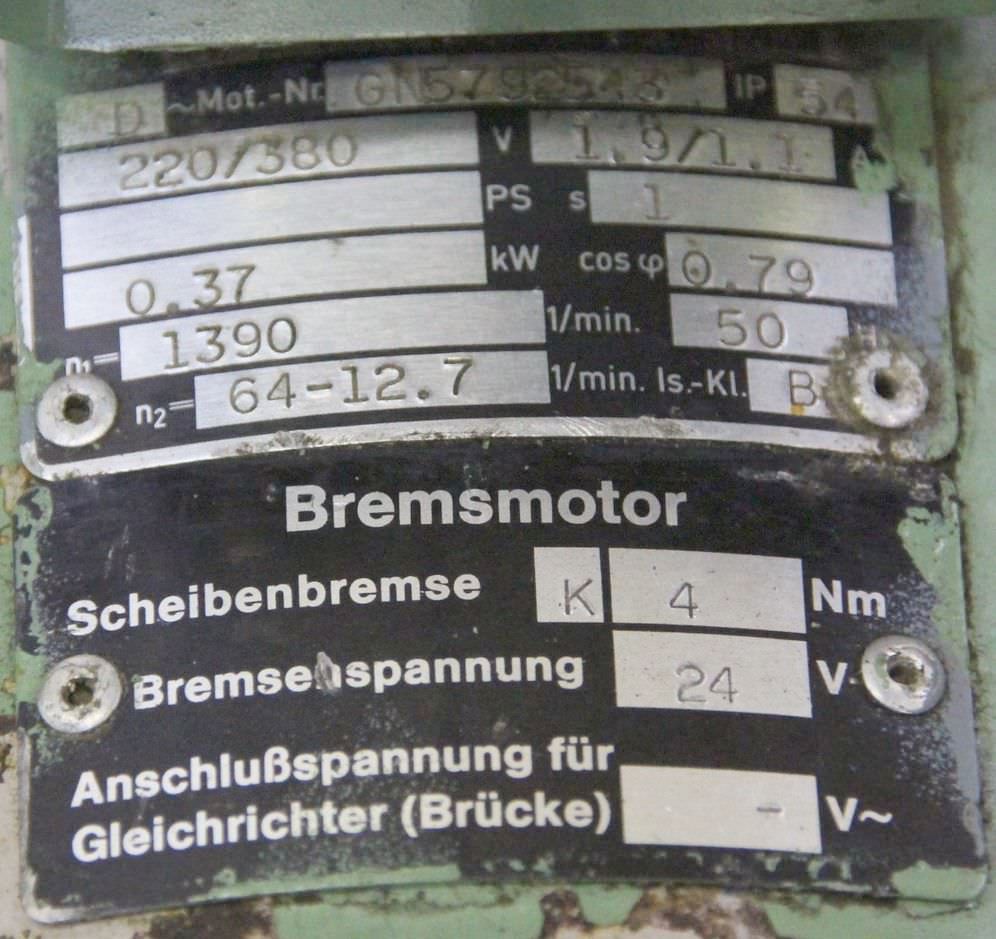 D ~Mot.-Nr. GN5792543 IP 54
220/380 V 1.9/1.1
PS s 1
0.37 kW cos φ 0.79
n₁= 1390 1/min. 50
n₂= 64-12.7 1/min. Is.-Kl. B
Bremsmotor
Scheibenbremse K 4 Nm
Bremsenspannung 24 V-
Anschlußspannung für
Gleichrichter (Brücke) - V~